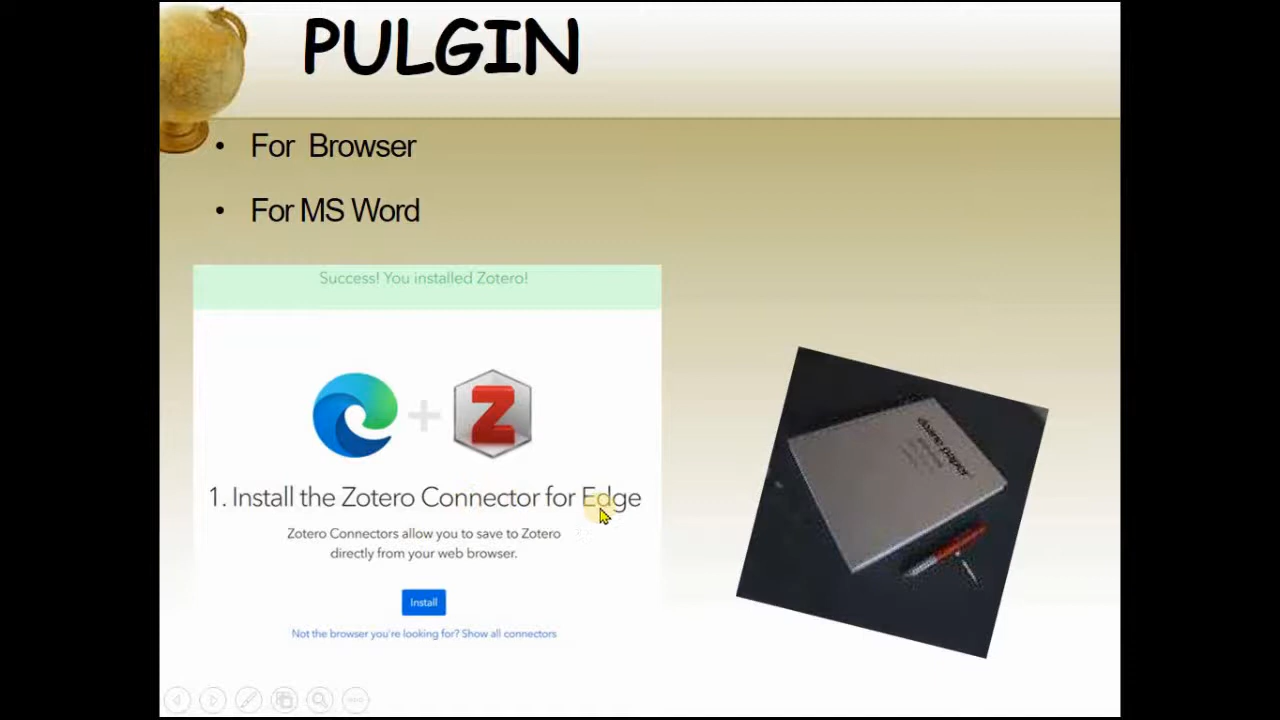 PULGIN
• For Browser
• For MS Word
Success! You installed Zotero!
Z
1. Install the Zotero Connector for Edge
Zotero Connectors allow you to save to Zotero
directly from your web browser.
Install
Not the browser you're looking for? Show all connectors